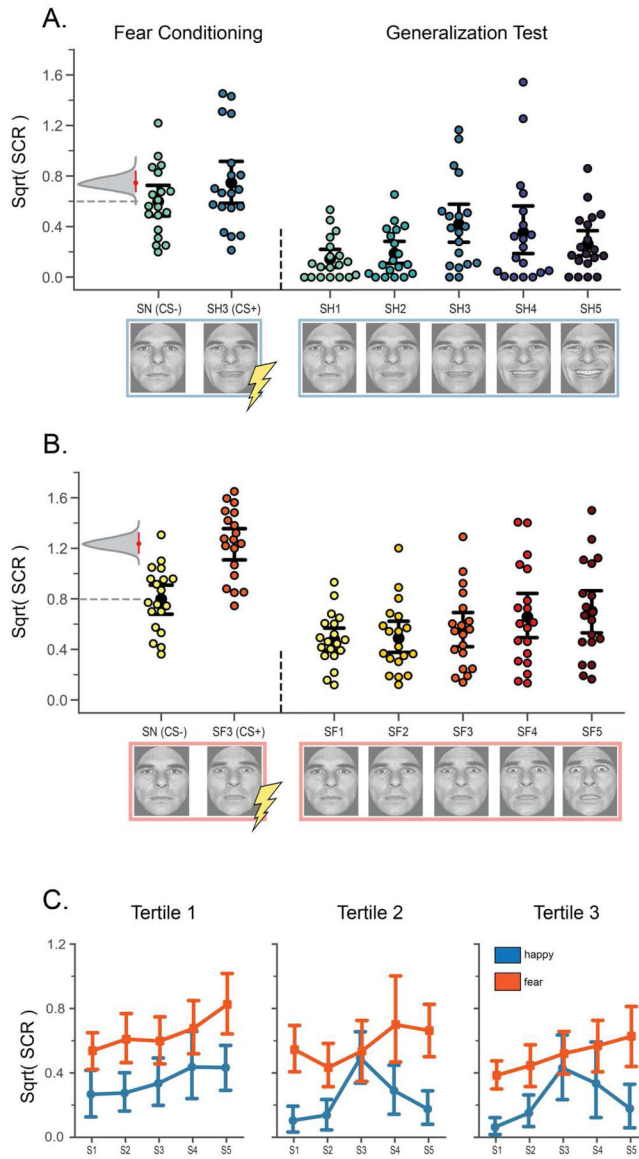 A.
Fear Conditioning
Generalization Test
Sqrt( SCR )
1.6
1.2
0.8
0.4
0.0
SN (CS-)
SH3 (CS+)
SH1
SH2
SH3
SH4
SH5
B.
Sqrt( SCR )
1.6
1.2
0.8
0.4
0.0
SN (CS-)
SF3 (CS+)
SF1
SF2
SF3
SF4
SF5
C.
Tertile 1
Tertile 2
Tertile 3
Sqrt( SCR )
1.2
0.8
0.4
0.0
happy
fear
S1 S2 S3 S4 S5
S1 S2 S3 S4 S5
S1 S2 S3 S4 S5